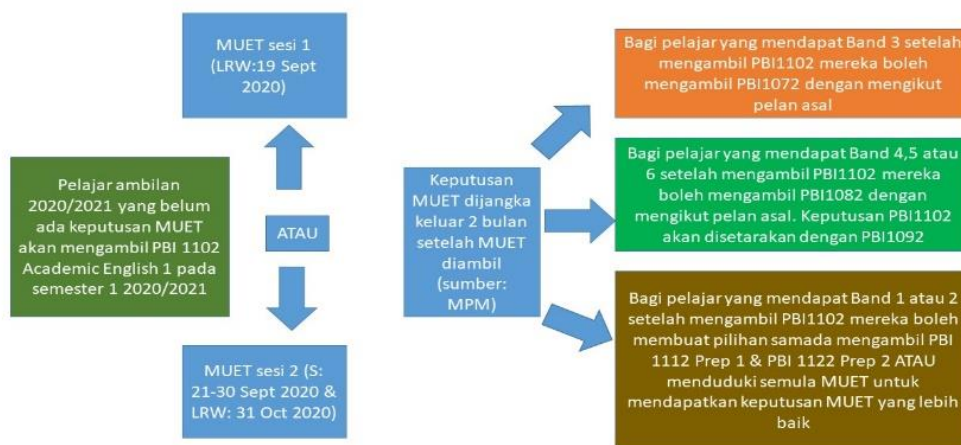 MUET sesi 1
(LRW:19 Sept
2020)
Pelajar ambilan
2020/2021 yang belum
ada keputusan MUET
akan mengambil PBI 1102
Academic English 1 pada
semester 1 2020/2021
ATAU
MUET sesi 2 (S:
21-30 Sept 2020 &
LRW: 31 Oct 2020)
Keputusan
MUET dijangka
keluar 2 bulan
setelah MUET
diambil
(sumber:
MPM)
Bagi pelajar yang mendapat Band 3 setelah
mengambil PBI1102 mereka boleh
mengambil PBI1072 dengan mengikut
pelan asal
Bagi pelajar yang mendapat Band 4,5 atau
6 setelah mengambil PBI1102 mereka
boleh mengambil PBI1082 dengan
mengikut pelan asal. Keputusan PBI1102
akan disetarakan dengan PBI1092
Bagi pelajar yang mendapat Band 1 atau 2
setelah mengambil PBI1102 mereka boleh
membuat pilihan samada mengambil PBI
1112 Prep 1 & PBI 1122 Prep 2 ATAU
menduduki semula MUET untuk
mendapatkan keputusan MUET yang lebih
baik